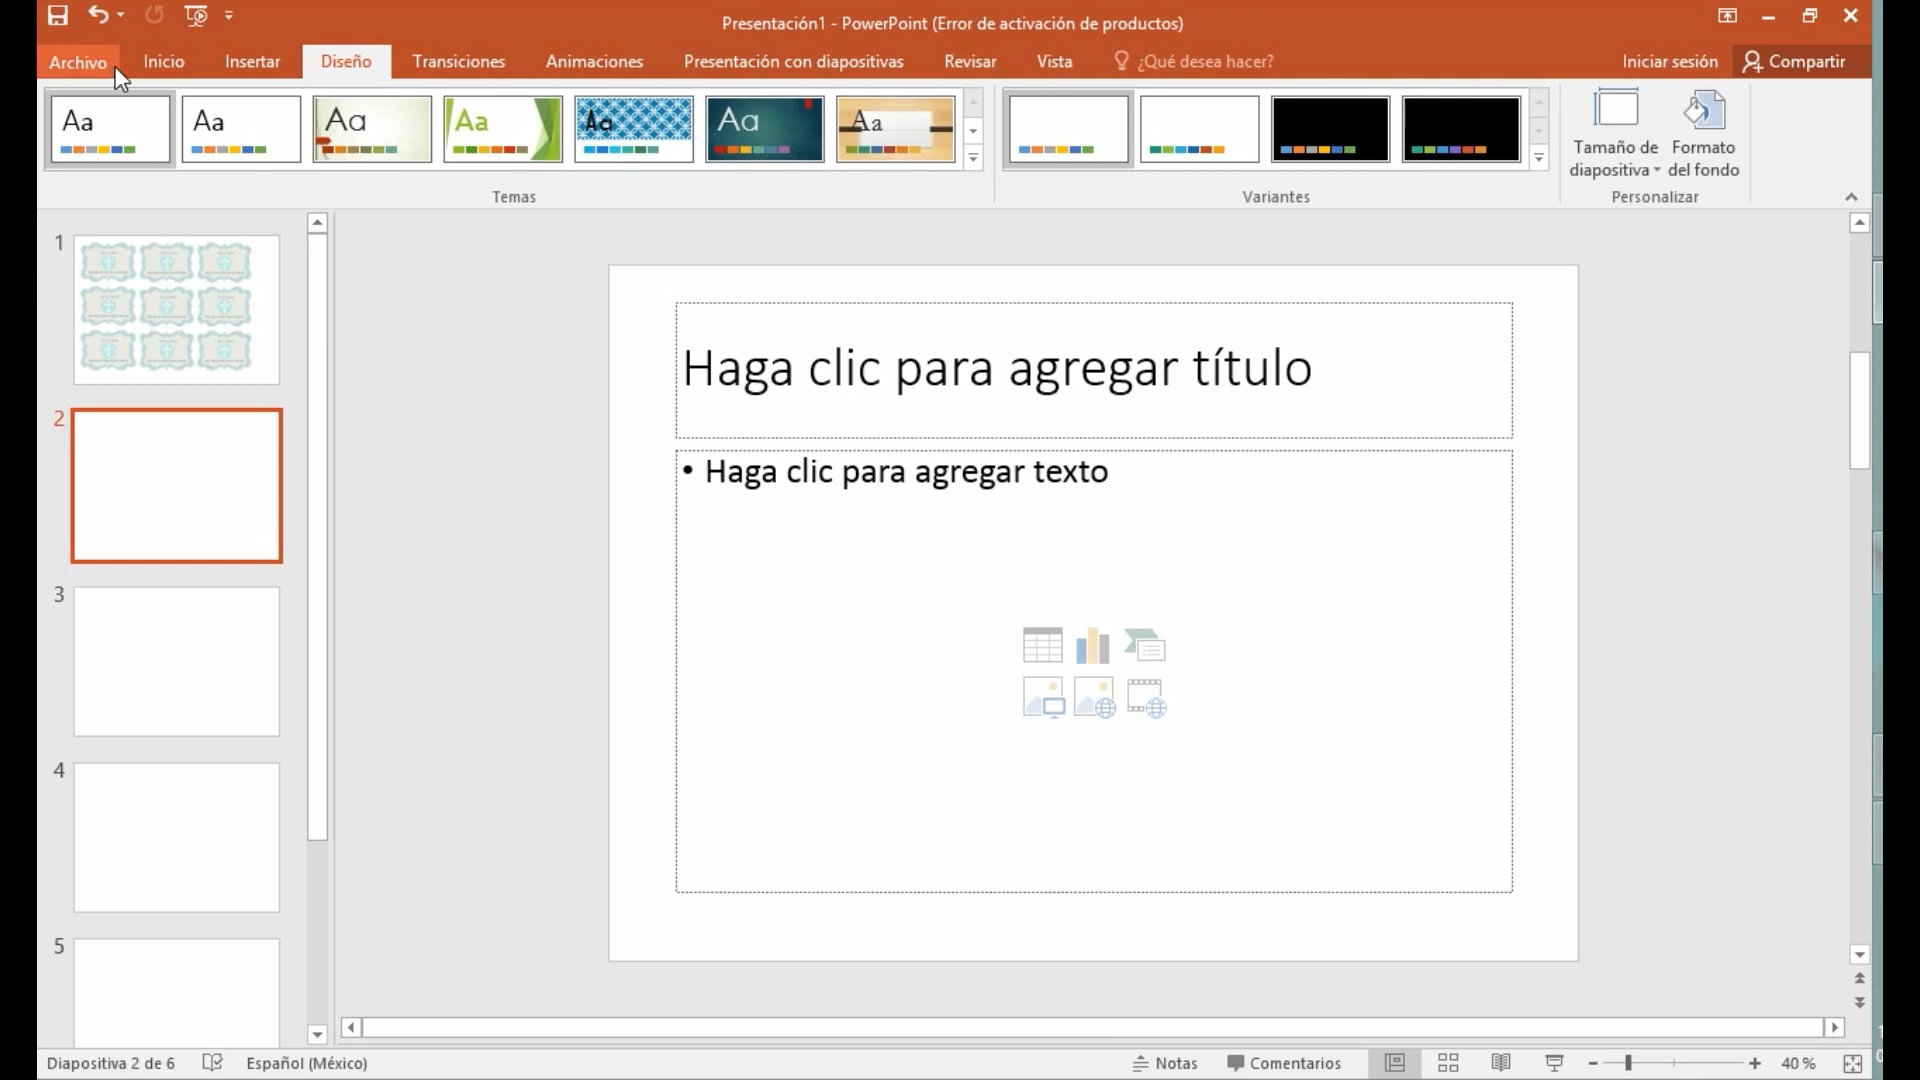 Presentación1 - PowerPoint (Error de activación de productos)
Archivo Inicio Insertar Diseño Transiciones Animaciones Presentación con diapositivas Revisar Vista ¿Qué desea hacer? Iniciar sesión Compartir
Aa Aa Aa Aa Aa Aa Aa
Tamaño de diapositiva
Formato del fondo
Temas Variantes Personalizar
1
2
3
4
5
Haga clic para agregar título
• Haga clic para agregar texto
Diapositiva 2 de 6 Español (México) Notas Comentarios 40 %